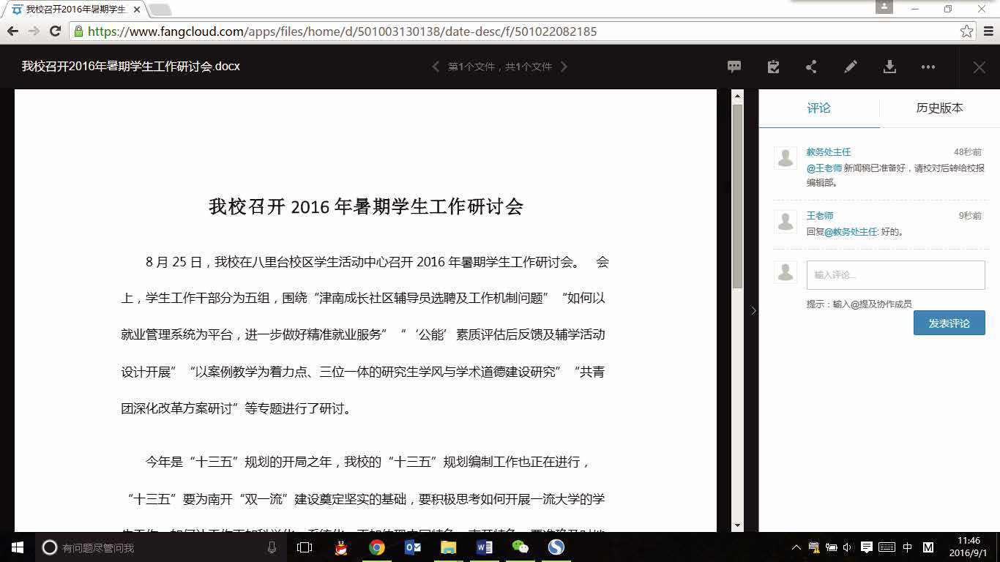 我校召开2016年暑期学生
https://www.fangcloud.com/apps/files/home/d/501003130138/date-desc/f/501022082185
我校召开2016年暑期学生工作研讨会.docx
第1个文件，共1个文件
我校召开 2016 年暑期学生工作研讨会
8 月 25 日，我校在八里台校区学生活动中心召开 2016 年暑期学生工作研讨会。 会
上，学生工作干部分为五组，围绕“津南成长社区辅导员选聘及工作机制问题”“如何以
就业管理系统为平台，进一步做好精准就业服务”“‘公能’素质评估后反馈及辅学活动
设计开展”“以案例教学为着力点、三位一体的研究生学风与学术道德建设研究”“共青
团深化改革方案研讨”等专题进行了研讨。
今年是“十三五”规划的开局之年，我校的“十三五”规划编制工作也正在进行，
“十三五”要为南开“双一流”建设奠定坚实的基础，要积极思考如何开展一流大学的学
评论
历史版本
教务处主任
48秒前
@王老师 新闻稿已准备好，请校对后转给校报
编辑部。
王老师
9秒前
回复@教务处主任: 好的。
输入评论...
提示：输入@提及协作成员
发表评论
有问题尽管问我
中
M
11:46
2016/9/1